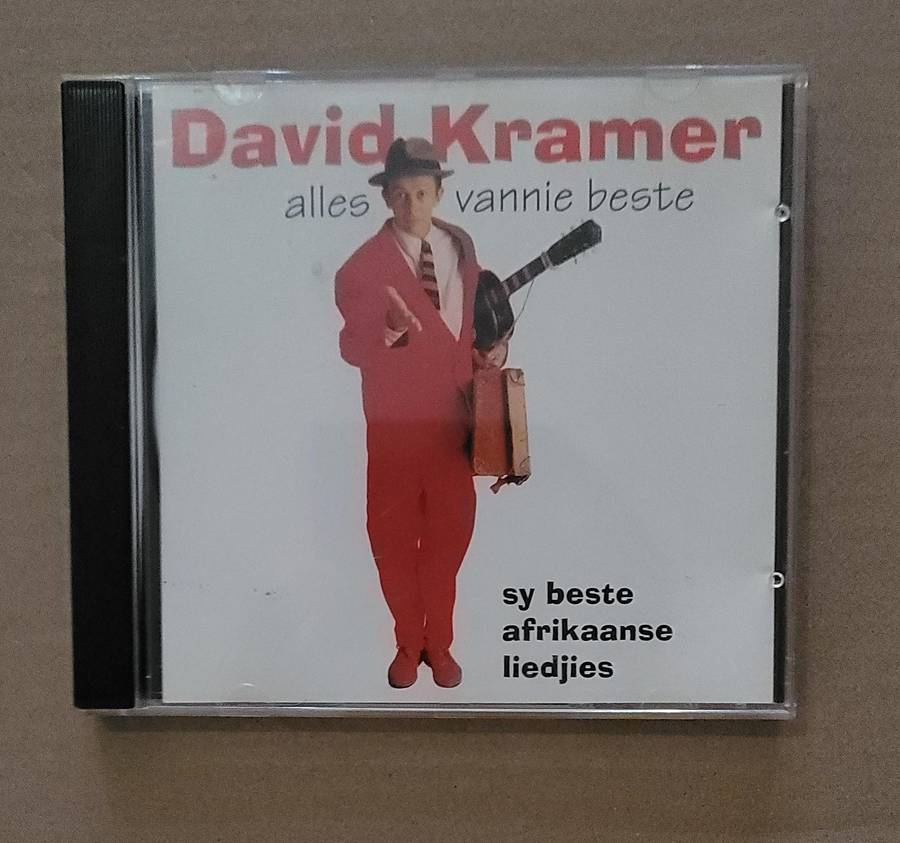 David Kramer
alles vannie beste
sy beste
afrikaanse
liedjies